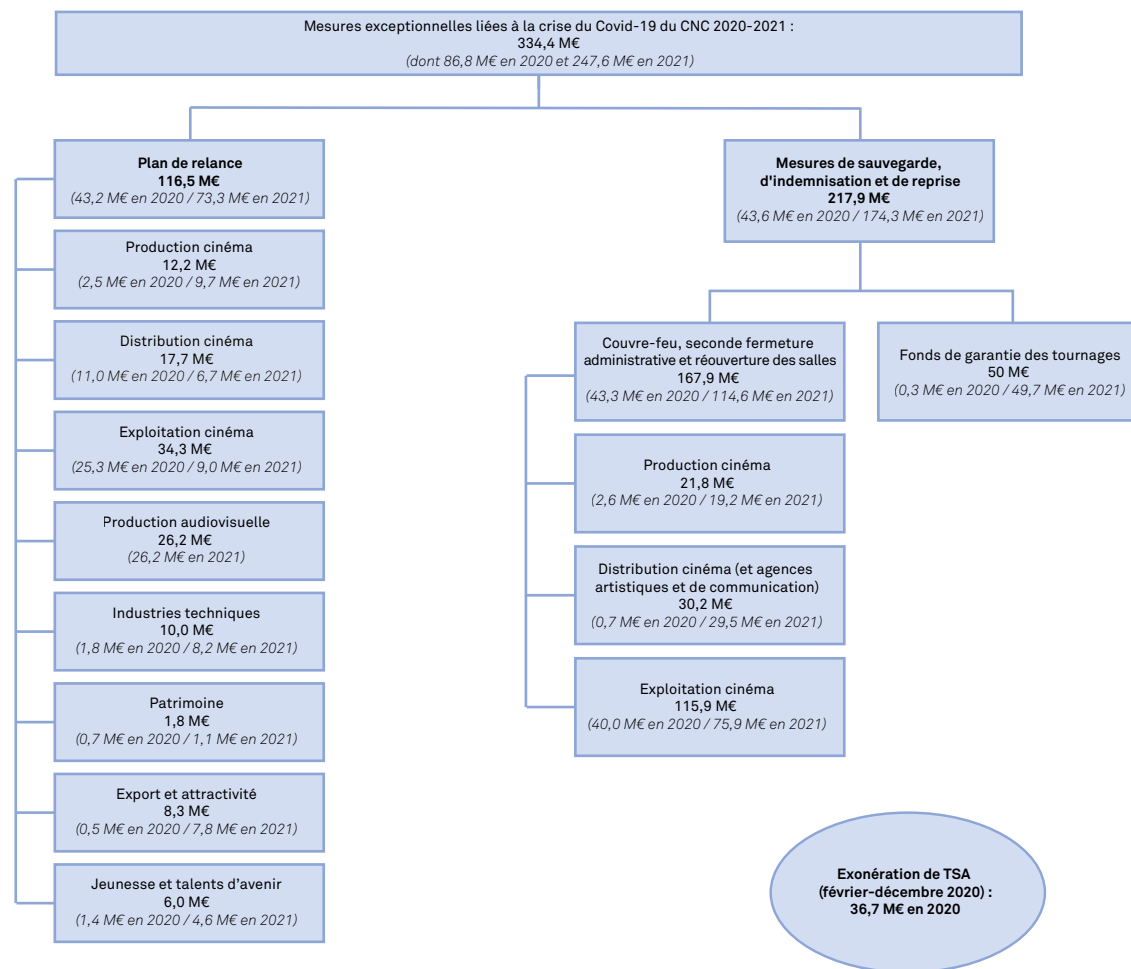 Mesures exceptionnelles liées à la crise du Covid-19 du CNC 2020-2021 :
334,4 M€
(dont 86,8 M€ en 2020 et 247,6 M€ en 2021)
Plan de relance
116,5 M€
(43,2 M€ en 2020 / 73,3 M€ en 2021)
Production cinéma
12,2 M€
(2,5 M€ en 2020 / 9,7 M€ en 2021)
Distribution cinéma
17,7 M€
(11,0 M€ en 2020 / 6,7 M€ en 2021)
Exploitation cinéma
34,3 M€
(25,3 M€ en 2020 / 9,0 M€ en 2021)
Production audiovisuelle
26,2 M€
(26,2 M€ en 2021)
Industries techniques
10,0 M€
(1,8 M€ en 2020 / 8,2 M€ en 2021)
Patrimoine
1,8 M€
(0,7 M€ en 2020 / 1,1 M€ en 2021)
Export et attractivité
8,3 M€
(0,5 M€ en 2020 / 7,8 M€ en 2021)
Jeunesse et talents d'avenir
6,0 M€
(1,4 M€ en 2020 / 4,6 M€ en 2021)
Mesures de sauvegarde,
d'indemnisation et de reprise
217,9 M€
(43,6 M€ en 2020 / 174,3 M€ en 2021)
Couvre-feu, seconde fermeture
administrative et réouverture des salles
167,9 M€
(43,3 M€ en 2020 / 114,6 M€ en 2021)
Production cinéma
21,8 M€
(2,6 M€ en 2020 / 19,2 M€ en 2021)
Distribution cinéma (et agences
artistiques et de communication)
30,2 M€
(0,7 M€ en 2020 / 29,5 M€ en 2021)
Exploitation cinéma
115,9 M€
(40,0 M€ en 2020 / 75,9 M€ en 2021)
Fonds de garantie des tournages
50 M€
(0,3 M€ en 2020 / 49,7 M€ en 2021)
Exonération de TSA
(février-décembre 2020) :
36,7 M€ en 2020